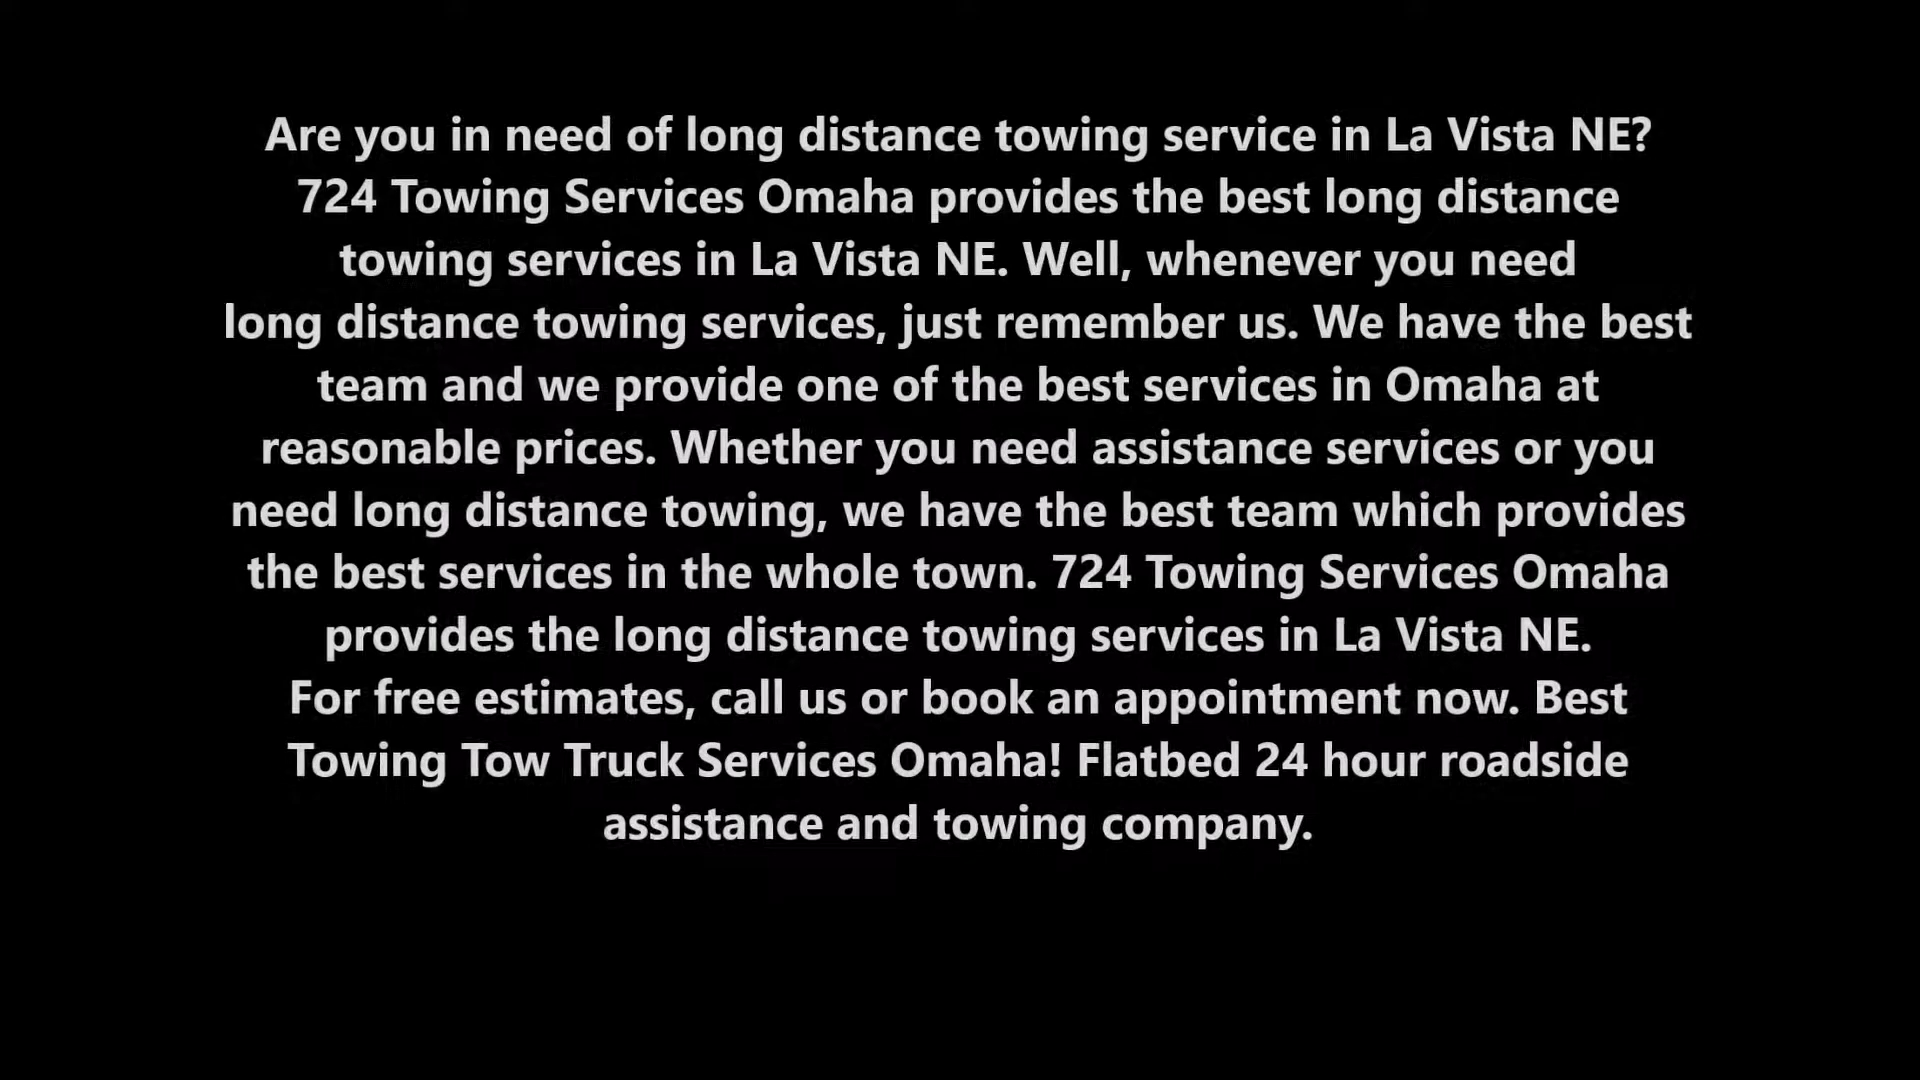 Are you in need of long distance towing service in La Vista NE?
724 Towing Services Omaha provides the best long distance
towing services in La Vista NE. Well, whenever you need
long distance towing services, just remember us. We have the best
team and we provide one of the best services in Omaha at
reasonable prices. Whether you need assistance services or you
need long distance towing, we have the best team which provides
the best services in the whole town. 724 Towing Services Omaha
provides the long distance towing services in La Vista NE.
For free estimates, call us or book an appointment now. Best
Towing Tow Truck Services Omaha! Flatbed 24 hour roadside
assistance and towing company.